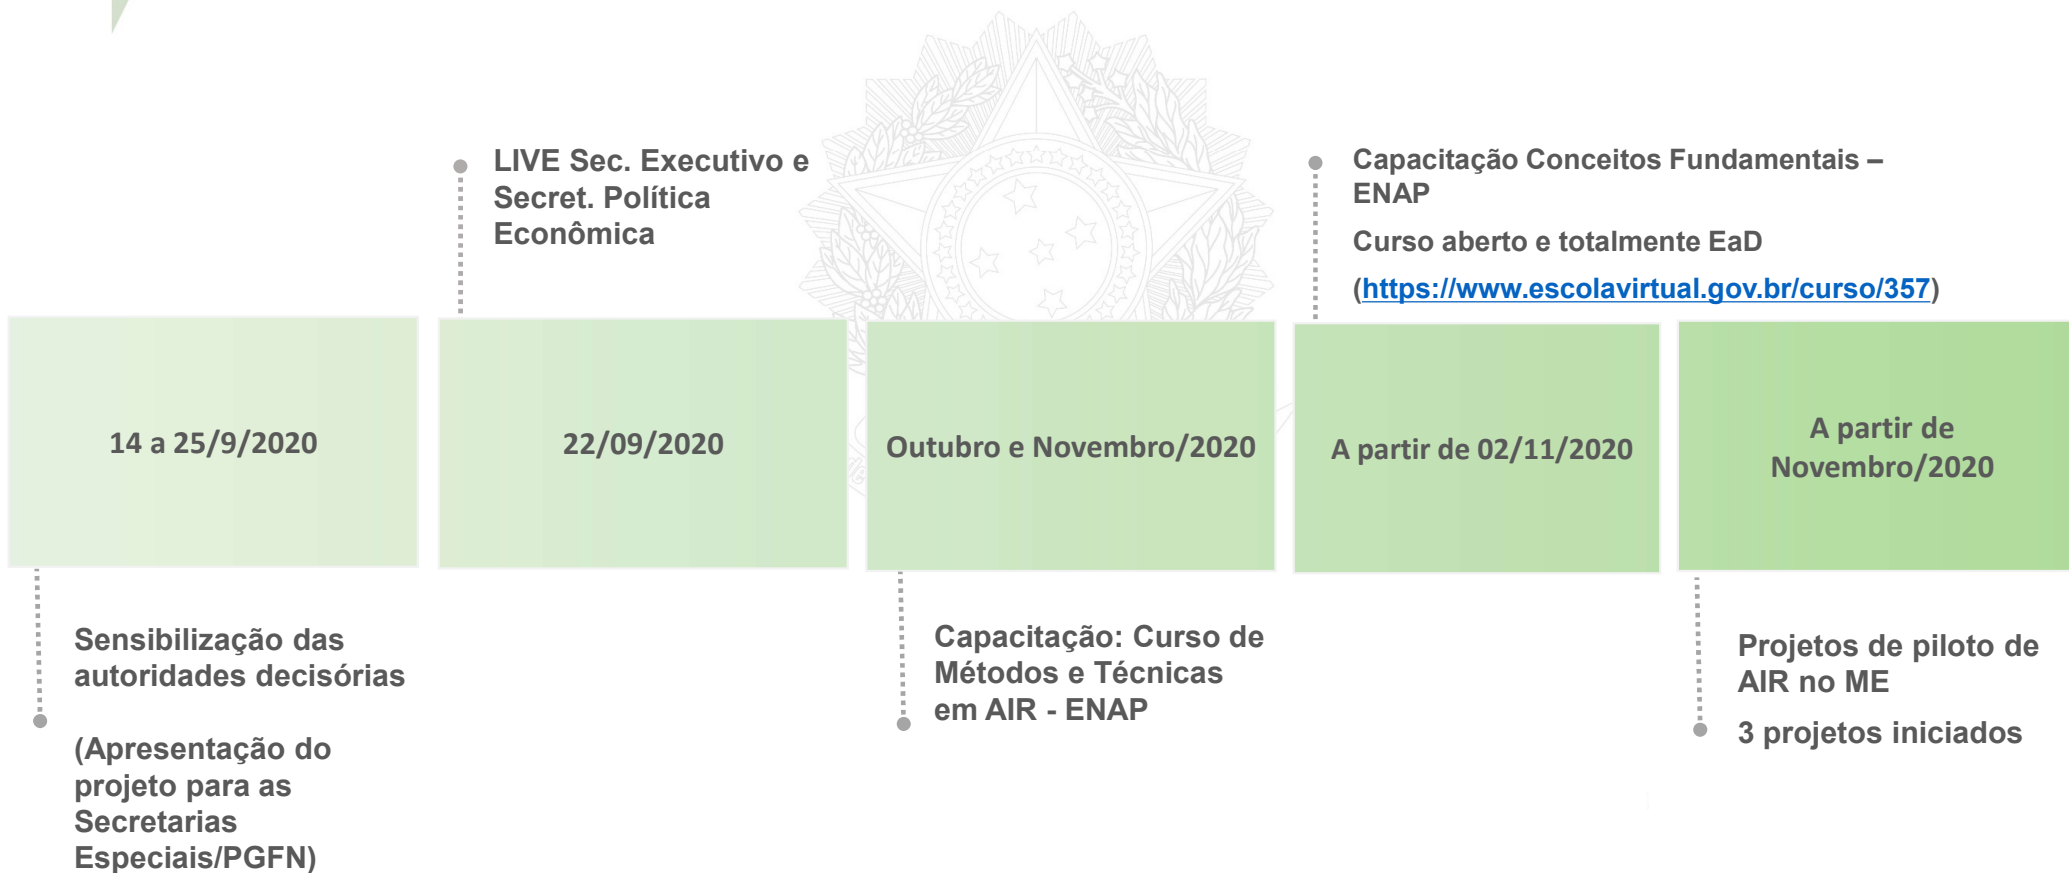 LIVE Sec. Executivo e
Secret. Política
Econômica
Capacitação Conceitos Fundamentais –
ENAP
Curso aberto e totalmente EaD
(https://www.escolavirtual.gov.br/curso/357)
14 a 25/9/2020
22/09/2020
Outubro e Novembro/2020
A partir de 02/11/2020
A partir de
Novembro/2020
Sensibilização das
autoridades decisórias
(Apresentação do
projeto para as
Secretarias
Especiais/PGFN)
Capacitação: Curso de
Métodos e Técnicas
em AIR - ENAP
Projetos de piloto de
AIR no ME
3 projetos iniciados